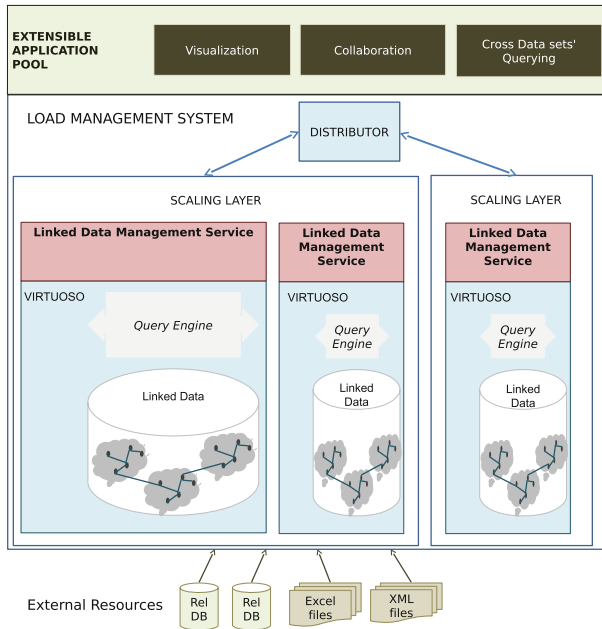 EXTENSIBLE
APPLICATION
POOL
Visualization
Collaboration
Cross Data sets'
Querying
LOAD MANAGEMENT SYSTEM
DISTRIBUTOR
SCALING LAYER
SCALING LAYER
Linked Data Management Service
Linked Data
Management
Service
Linked Data
Management
Service
VIRTUOSO
VIRTUOSO
VIRTUOSO
Query Engine
Query
Engine
Query
Engine
Linked Data
Linked
Data
Linked
Data
External Resources
Rel
DB
Rel
DB
Excel
files
XML
files